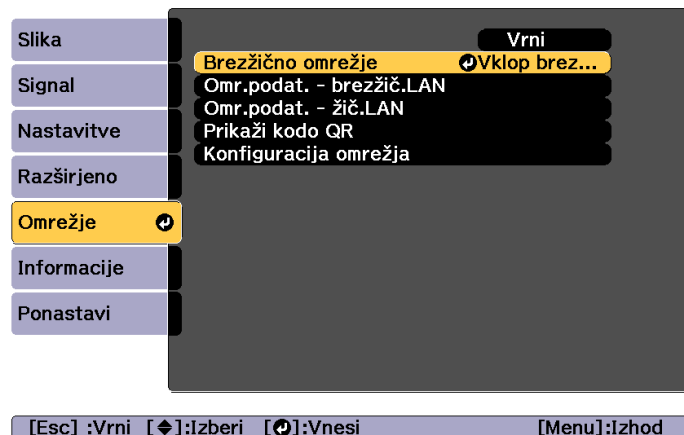 Slika
Signal
Nastavitve
Razširjeno
Omrežje
Informacije
Ponastavi
Vrni
Brezžično omrežje Vklop brez...
Omr.podat. - brezžič.LAN
Omr.podat. - žič.LAN
Prikaži kodo QR
Konfiguracija omrežja
[Esc] :Vrni [ ]:Izberi [ ]:Vnesi [Menu]:Izhod